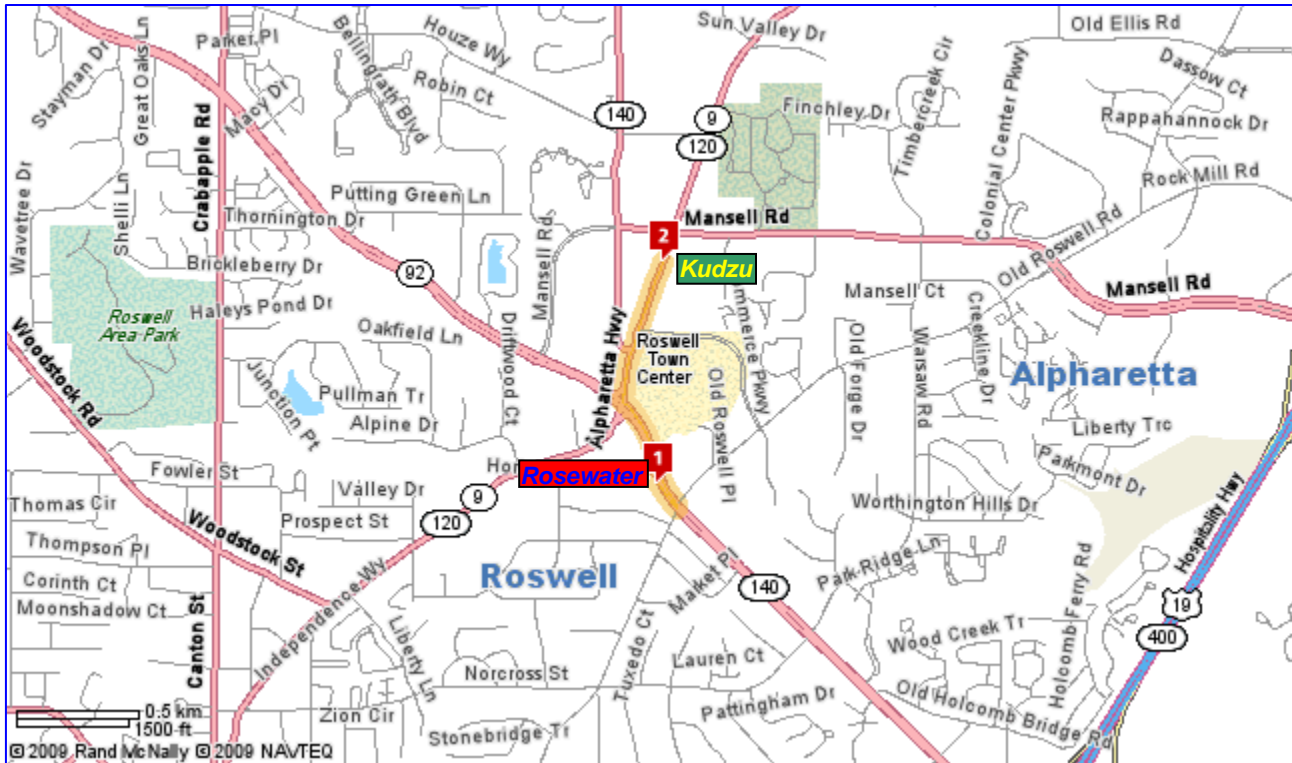 Sun Valley Dr
Old Ellis Rd
Parker Pl
Houze Wy
Bellingrath Blvd
Stayman Dr
Great Oaks Ln
Robin Ct
Macy Dr
Crabapple Rd
140
9
120
Finchley Dr
Timbercreek Cir
Colonial Center Pkwy
Dassow Ct
Rappahannock Dr
Rock Mill Rd
Wavetree Dr
Shelli Ln
Putting Green Ln
Thornington Dr
Mansell Rd
Mansell Rd
2
Kudzu
Old Roswell Rd
Brickleberry Dr
92
Mansell Ct
Mansell Rd
Roswell
Area Park
Haleys Pond Dr
Oakfield Ln
Driftwood Ct
Alpharetta Hwy
Roswell
Town
Center
Old Forge Dr
Warsaw Rd
Creekline Dr
Alpharetta
Woodstock Rd
Junction Pt
Pullman Tr
Alpine Dr
Old Roswell Pl
Liberty Trc
Parkmont Dr
Fowler St
Hor
1
Rosewater
Valley Dr
9
120
Worthington Hills Dr
Hospitality Hwy
Thomas Cir
Prospect St
Woodstock St
Thompson Pl
Roswell
Market Pl
140
Park Ridge Ln
Holcomb Ferry Rd
19
400
Corinth Ct
Moonshadow Ct
Canton St
Independence Wy
Liberty Ln
Tuxedo Ct
Wood Creek Tr
Norcross St
Lauren Ct
Pattingham Dr
Old Holcomb Bridge Rd
Zion Cir
Stonebridge Tr
0.5 km
1500 ft
© 2009 Rand McNally © 2009 NAVTEQ